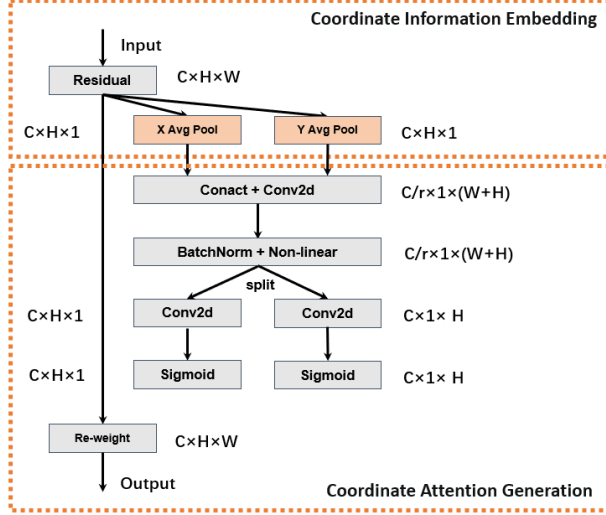 Coordinate Information Embedding
Input
Residual
C×H×W
C×H×1
X Avg Pool
Y Avg Pool
C×H×1
Conact + Conv2d
C/r×1×(W+H)
BatchNorm + Non-linear
C/r×1×(W+H)
split
C×H×1
Conv2d
Conv2d
C×1× H
C×H×1
Sigmoid
Sigmoid
C×1× H
Re-weight
C×H×W
Output
Coordinate Attention Generation